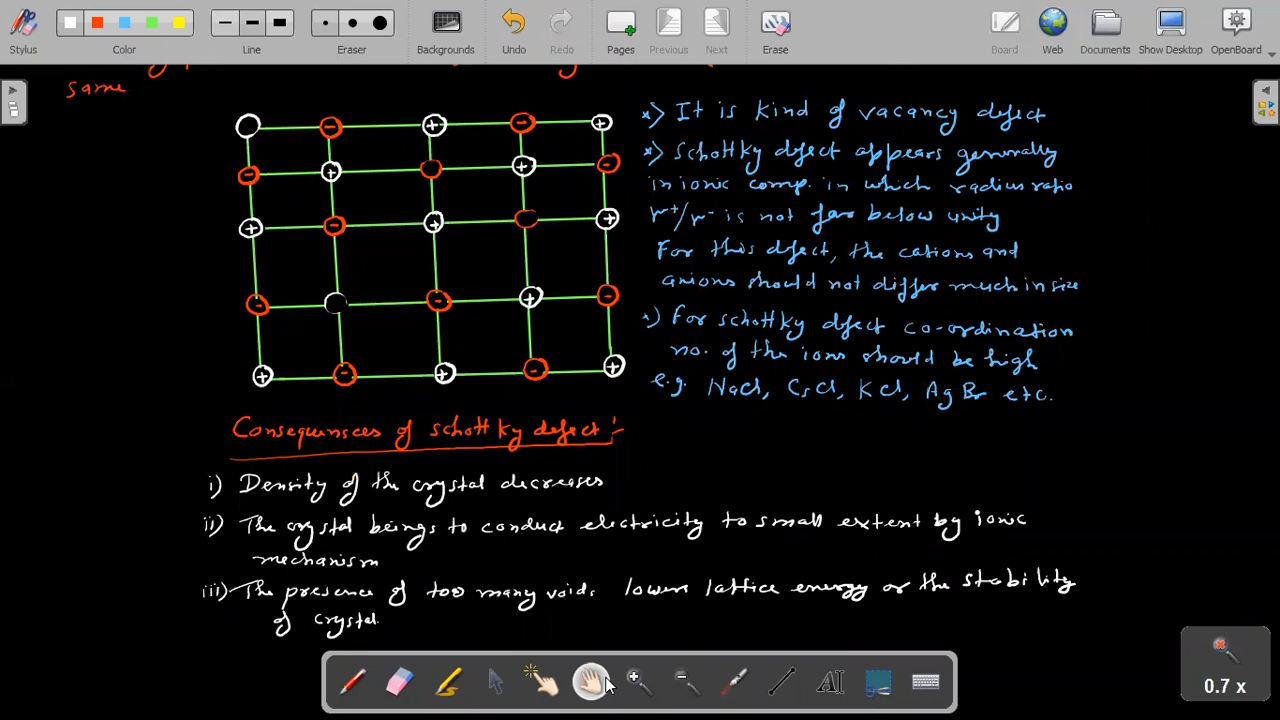 Stylus
Color
Line
Eraser
Backgrounds
Undo
Redo
Pages
Previous
Next
Erase
Board
Web
Documents
Show Desktop
OpenBoard
same
*> It is kind of vacancy defect
*> Schottky defect appears generally
in ionic comp. in which radius ratio
r+/r- is not far below unity
For this defect, the cations and
anions should not differ much in size
*) For schottky defect co-ordination
no. of the ions should be high
e.g. NaCl, CsCl, KCl, AgBr etc.
Consequensces of schottky defect :-
i) Density of the crystal decreases
ii) The crystal beings to conduct electricity to small extent by ionic
mechanism
iii) The presence of too many voids lowers lattice energy or the stability
of crystal.
0.7 x